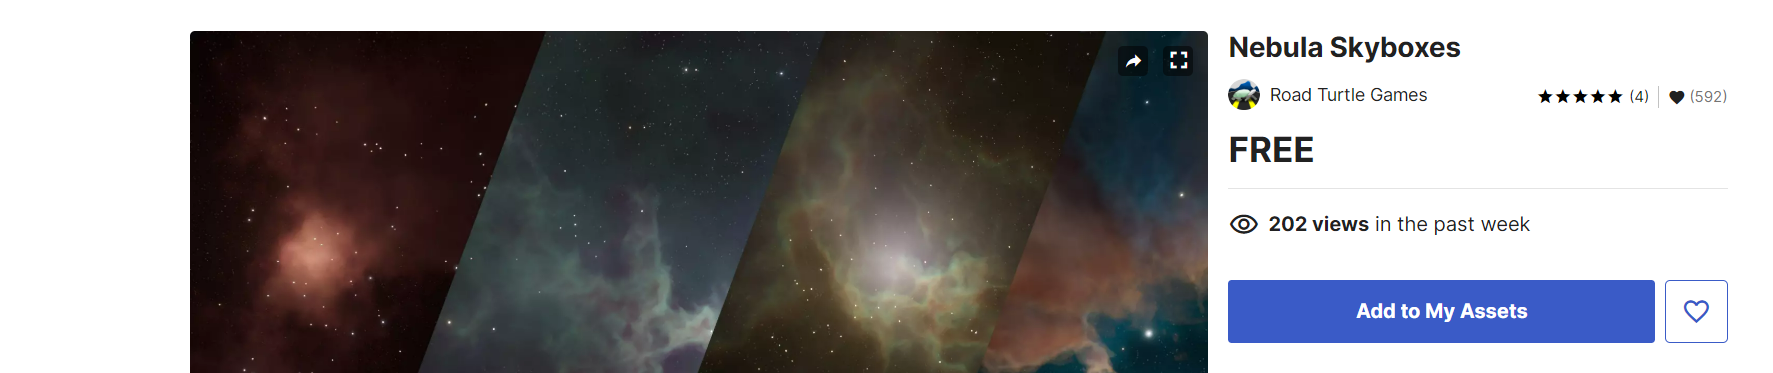 Nebula Skyboxes
Road Turtle Games
(4)
(592)
FREE
202 views in the past week
Add to My Assets